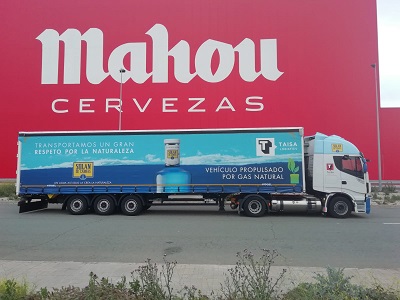 Mahou
CERVEZAS
TRANSPORTAMOS UN GRAN
RESPETO POR LA NATURALEZA
TAISA
SOLAN
DE CABRAS
VEHÍCULO PROPULSADO
POR GAS NATURAL